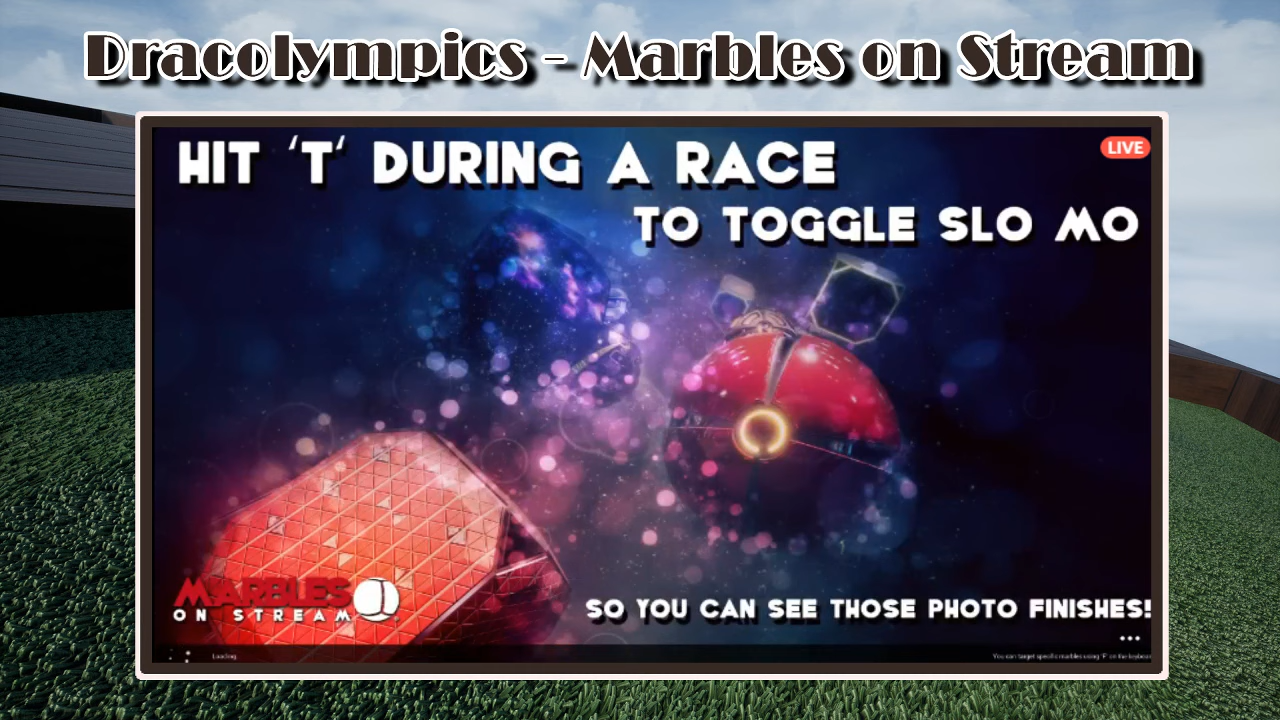 Dracolympics - Marbles on Stream
HIT 'T' DURING A RACE
LIVE
TO TOGGLE SLO MO
MARBLES
ON STREAM
SO YOU CAN SEE THOSE PHOTO FINISHES!
Loading
You can target specific marbles using 'F' on the keyboar